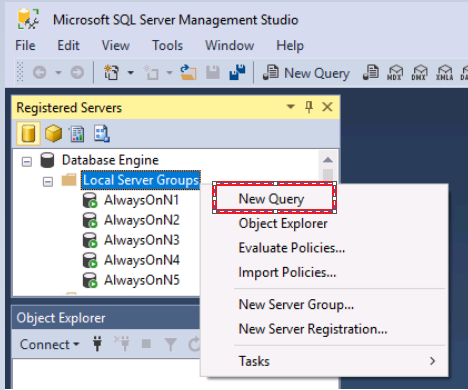 Microsoft SQL Server Management Studio
File Edit View Tools Window Help
New Query MDX DMX XMLA
Registered Servers
Database Engine
Local Server Groups
AlwaysOnN1
AlwaysOnN2
AlwaysOnN3
AlwaysOnN4
AlwaysOnN5
New Query
Object Explorer
Evaluate Policies...
Import Policies...
New Server Group...
New Server Registration...
Tasks
Object Explorer
Connect